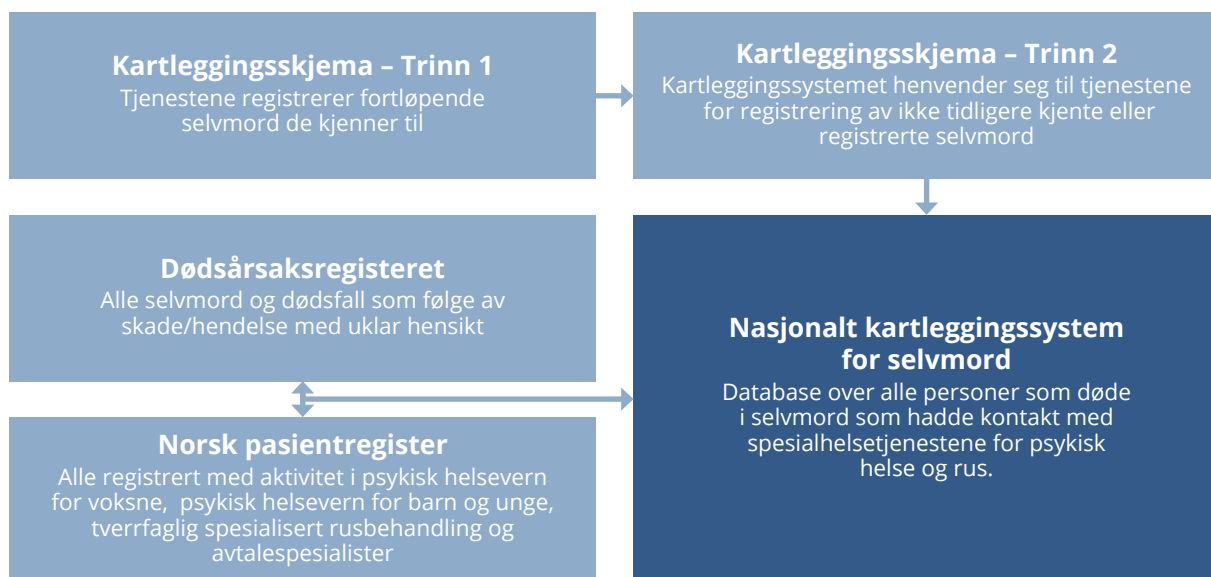 Kartleggingsskjema – Trinn 1
Tjenestene registrerer fortløpende
selvmord de kjenner til
Kartleggingsskjema – Trinn 2
Kartleggingssystemet henvender seg til tjenestene
for registrering av ikke tidligere kjente eller
registrerte selvmord
Dødsårsaksregisteret
Alle selvmord og dødsfall som følge av
skade/hendelse med uklar hensikt
Norsk pasientregister
Alle registrert med aktivitet i psykisk helsevern
for voksne, psykisk helsevern for barn og unge,
tverrfaglig spesialisert rusbehandling og
avtalespesialister
Nasjonalt kartleggingssystem
for selvmord
Database over alle personer som døde
i selvmord som hadde kontakt med
spesialhelsetjenestene for psykisk
helse og rus.